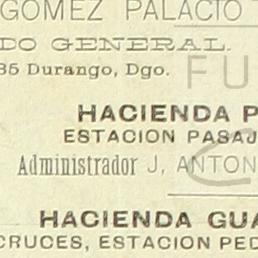 GOMEZ PALACIO
DO GENERAL.
35 Durango, Dgo.
FU
HACIENDA P
ESTACION PASAJ
Administrador J, ANTON
HACIENDA GUA
CRUCES, ESTACION PED